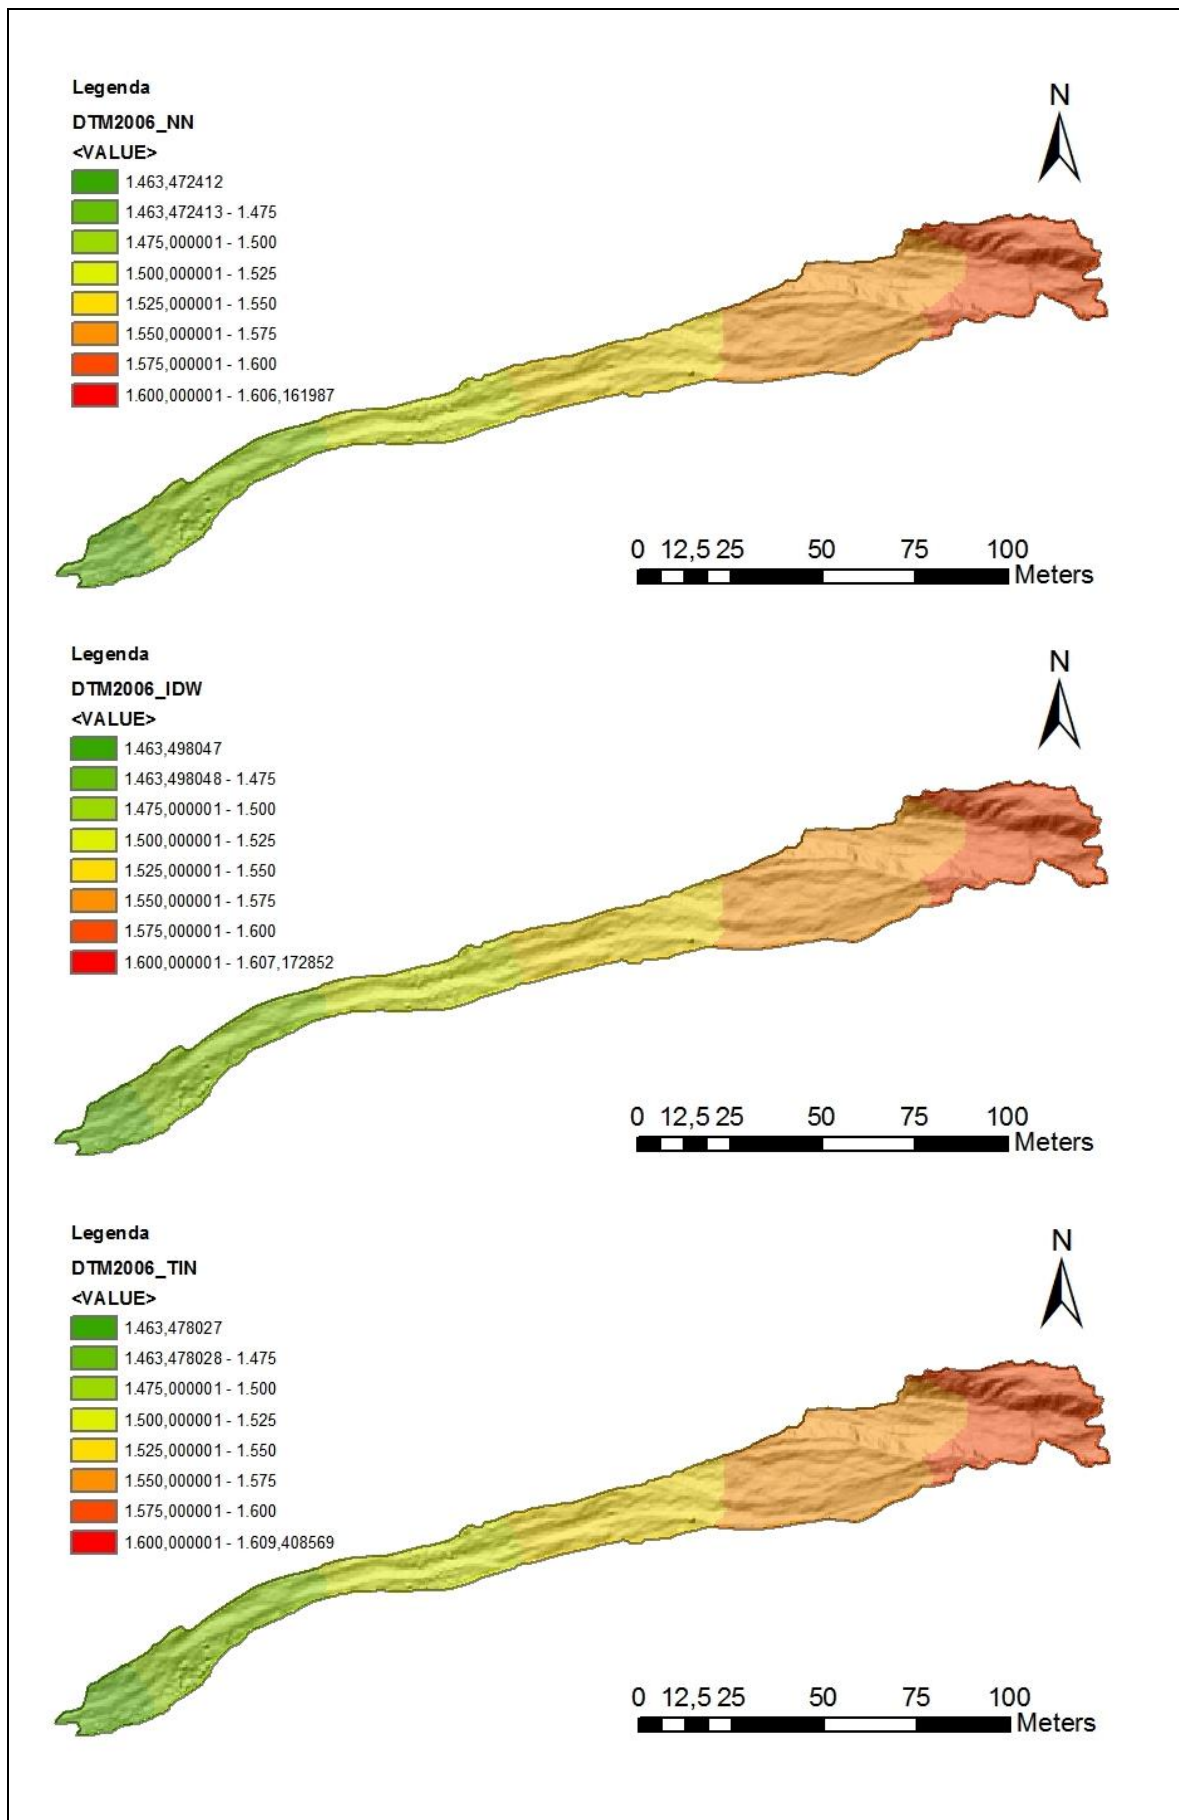 Legenda
DTM2006_NN
<VALUE>
1.463,472412
1.463,472413 - 1.475
1.475,000001 - 1.500
1.500,000001 - 1.525
1.525,000001 - 1.550
1.550,000001 - 1.575
1.575,000001 - 1.600
1.600,000001 - 1.606,161987
N
0 12,5 25 50 75 100
Meters
Legenda
DTM2006_IDW
<VALUE>
1.463,498047
1.463,498048 - 1.475
1.475,000001 - 1.500
1.500,000001 - 1.525
1.525,000001 - 1.550
1.550,000001 - 1.575
1.575,000001 - 1.600
1.600,000001 - 1.607,172852
N
0 12,5 25 50 75 100
Meters
Legenda
DTM2006_TIN
<VALUE>
1.463,478027
1.463,478028 - 1.475
1.475,000001 - 1.500
1.500,000001 - 1.525
1.525,000001 - 1.550
1.550,000001 - 1.575
1.575,000001 - 1.600
1.600,000001 - 1.609,408569
N
0 12,5 25 50 75 100
Meters